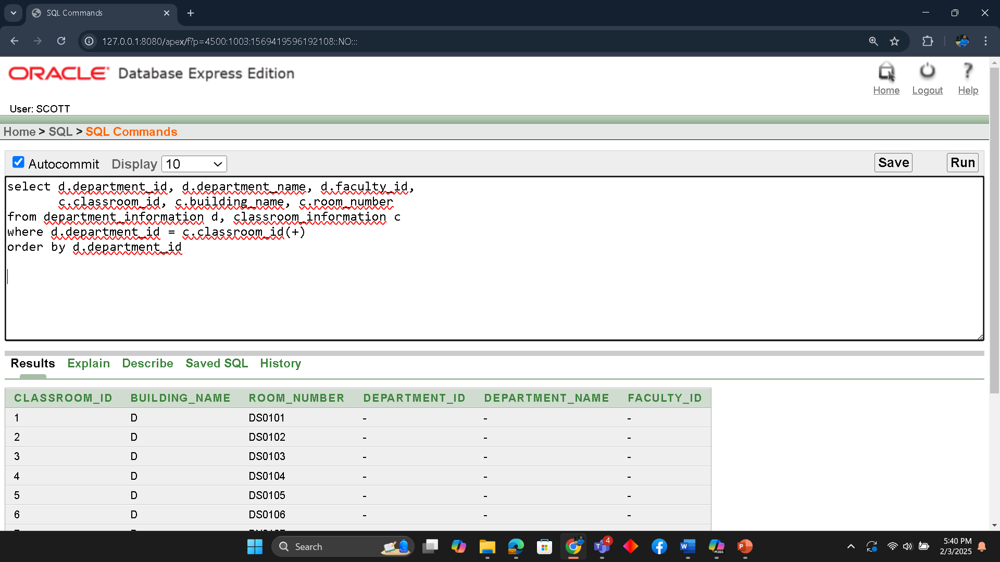 SQL Commands
127.0.0.1:8080/apex/f?p=4500:1003:1569419596192108::NO:::
ORACLE Database Express Edition
Home Logout Help
User: SCOTT
Home > SQL > SQL Commands
Autocommit Display 10 Save Run
select d.department_id, d.department_name, d.faculty_id,
c.classroom_id, c.building_name, c.room_number
from department_information d, classroom_information c
where d.department_id = c.classroom_id(+)
order by d.department_id
Results Explain Describe Saved SQL History
CLASSROOM_ID BUILDING_NAME ROOM_NUMBER DEPARTMENT_ID DEPARTMENT_NAME FACULTY_ID
1 D DS0101 - - -
2 D DS0102 - - -
3 D DS0103 - - -
4 D DS0104 - - -
5 D DS0105 - - -
6 D DS0106 - - -
Search 4 5:40 PM
2/3/2025